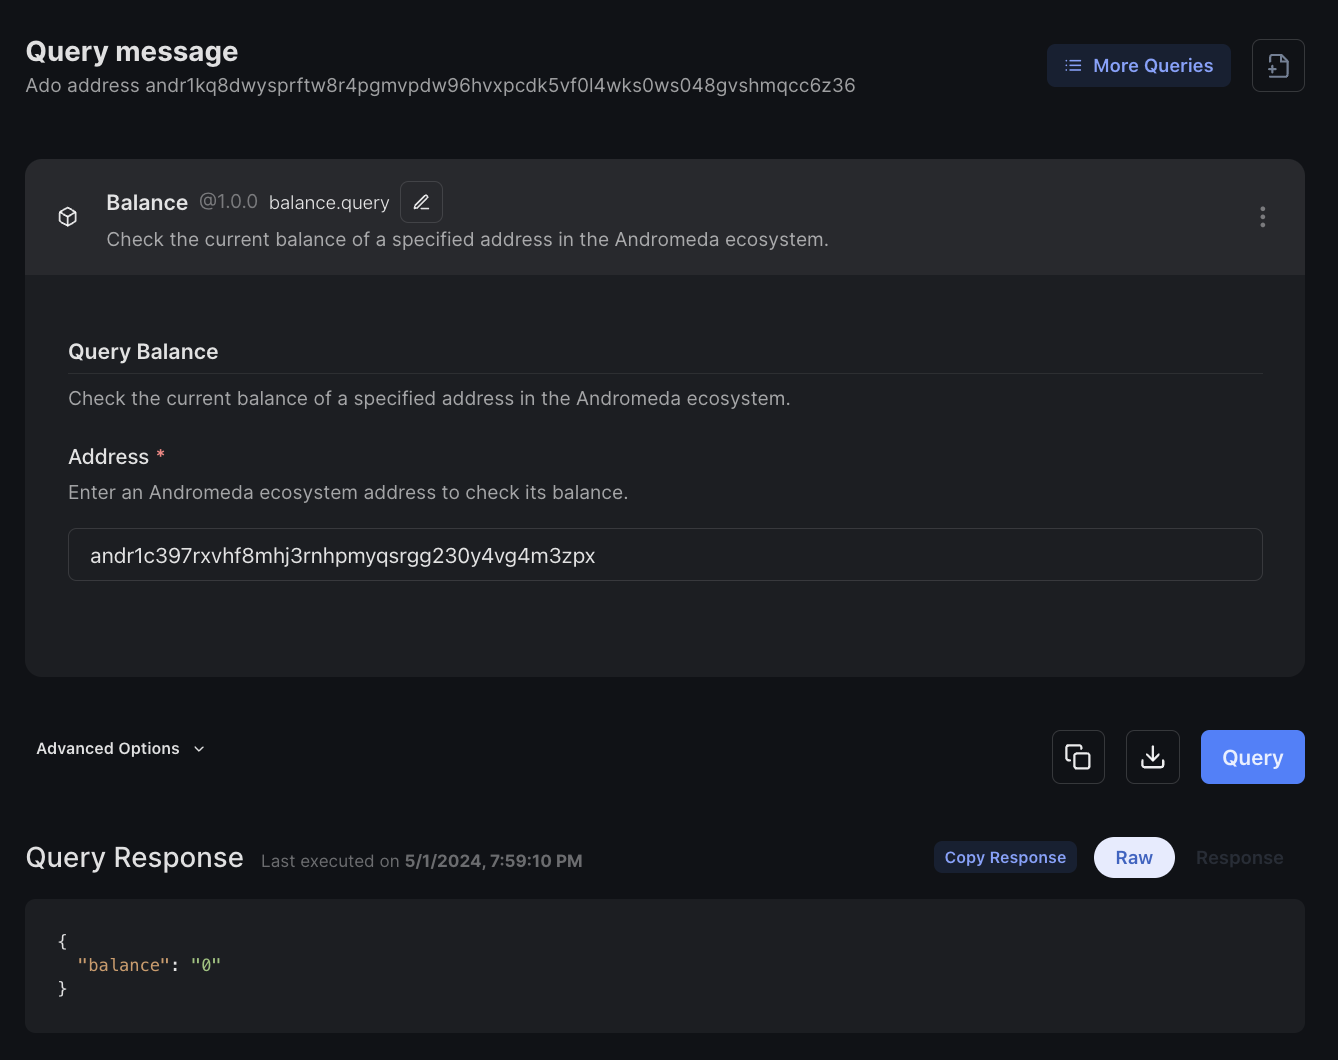 Query message
Ado address andr1kq8dwysprftw8r4pgmvpdw96hvxpcdk5vf0l4wks0ws048gvshmqcc6z36
More Queries
Balance @1.0.0 balance.query
Check the current balance of a specified address in the Andromeda ecosystem.
Query Balance
Check the current balance of a specified address in the Andromeda ecosystem.
Address *
Enter an Andromeda ecosystem address to check its balance.
andr1c397rxvhf8mhj3rnhpmyqsrgg230y4vg4m3zpx
Advanced Options
Query
Query Response Last executed on 5/1/2024, 7:59:10 PM
Copy Response Raw Response
{
"balance": "0"
}